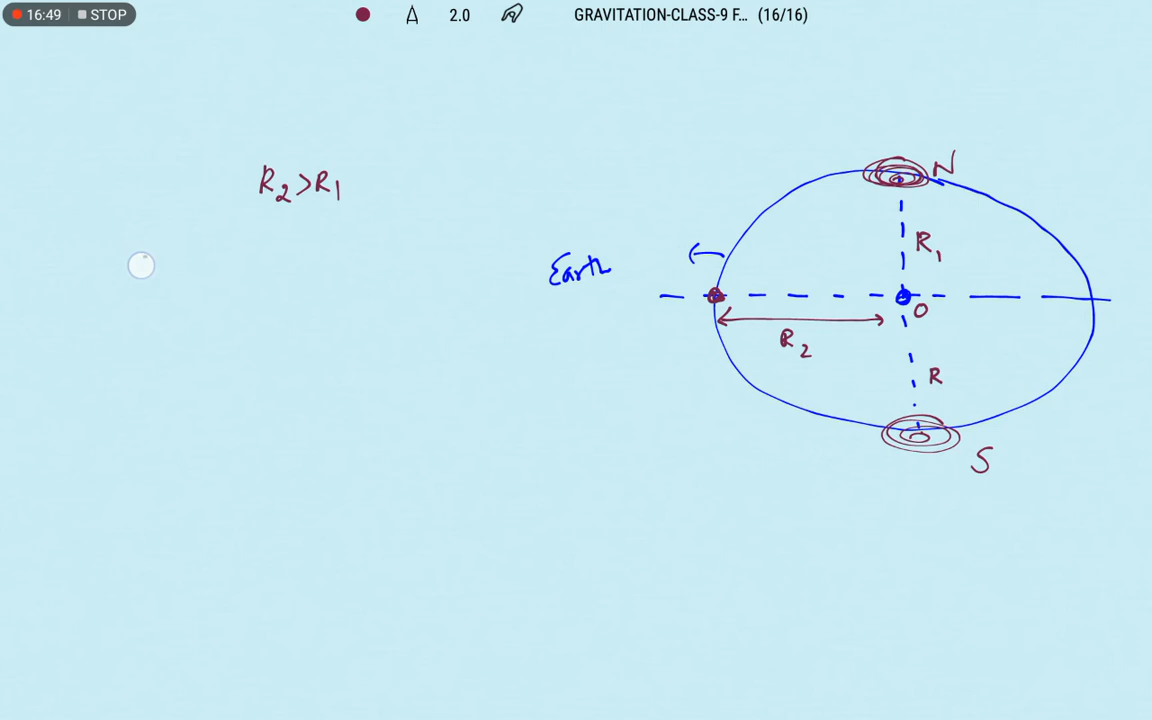 16:49 STOP 2.0 GRAVITATION-CLASS-9 F... (16/16)
N
R2>R1
R1
Earth
O
R2
R
S